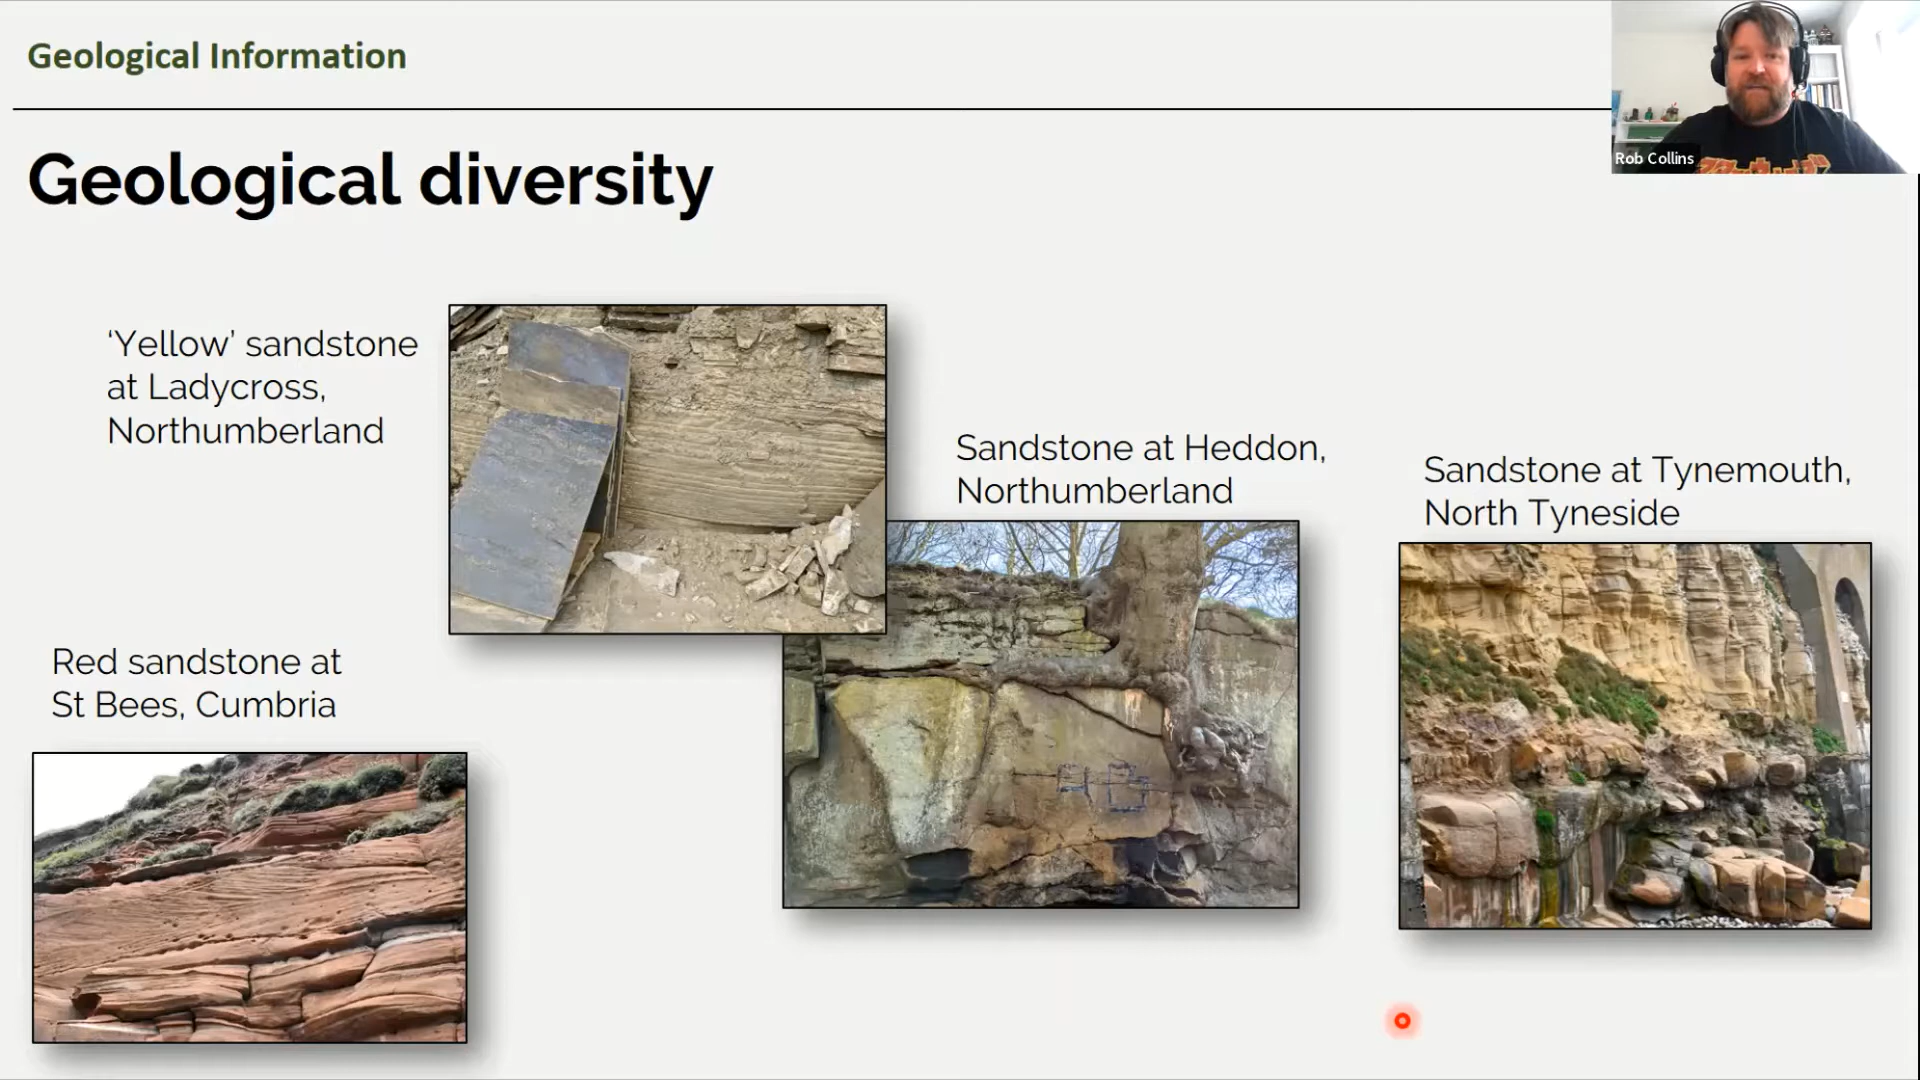 Geological Information
Rob Collins
Geological diversity
‘Yellow’ sandstone
at Ladycross,
Northumberland
Sandstone at Heddon,
Northumberland
Sandstone at Tynemouth,
North Tyneside
Red sandstone at
St Bees, Cumbria